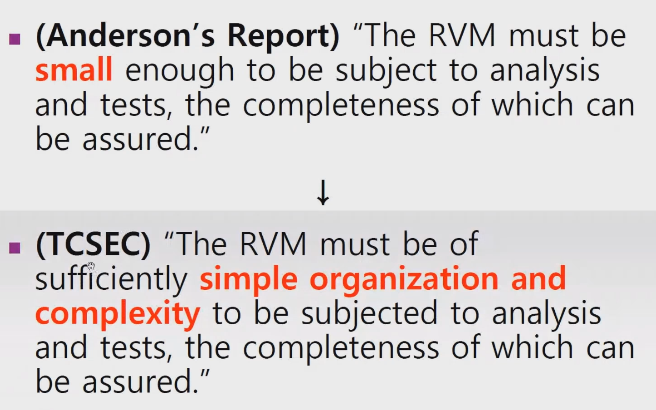 ■ (Anderson’s Report) “The RVM must be
small enough to be subject to analysis
and tests, the completeness of which can
be assured.”
↓
■ (TCSEC) “The RVM must be of
sufficiently simple organization and
complexity to be subjected to analysis
and tests, the completeness of which can
be assured.”